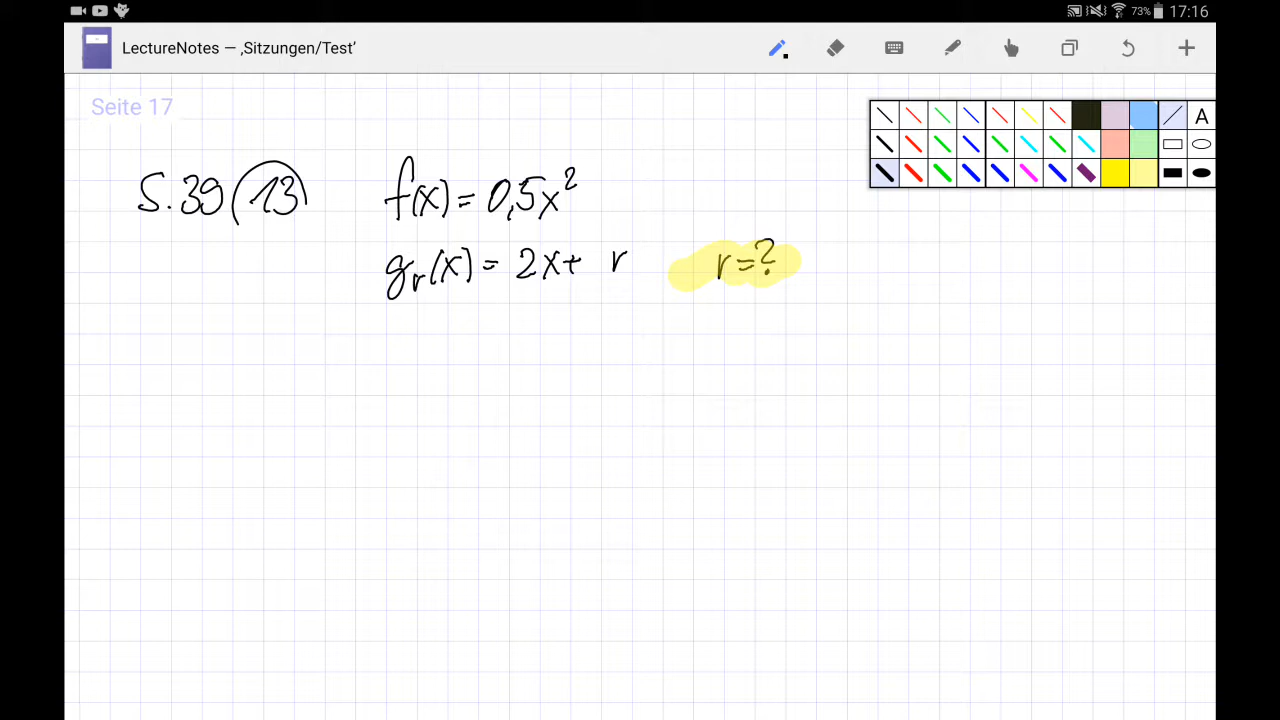 17:16
73%
LectureNotes — ‚Sitzungen/Test’
A
Seite 17
S. 39 (13) f(x) = 0,5x²
gᵣ(x) = 2x + r r = ?